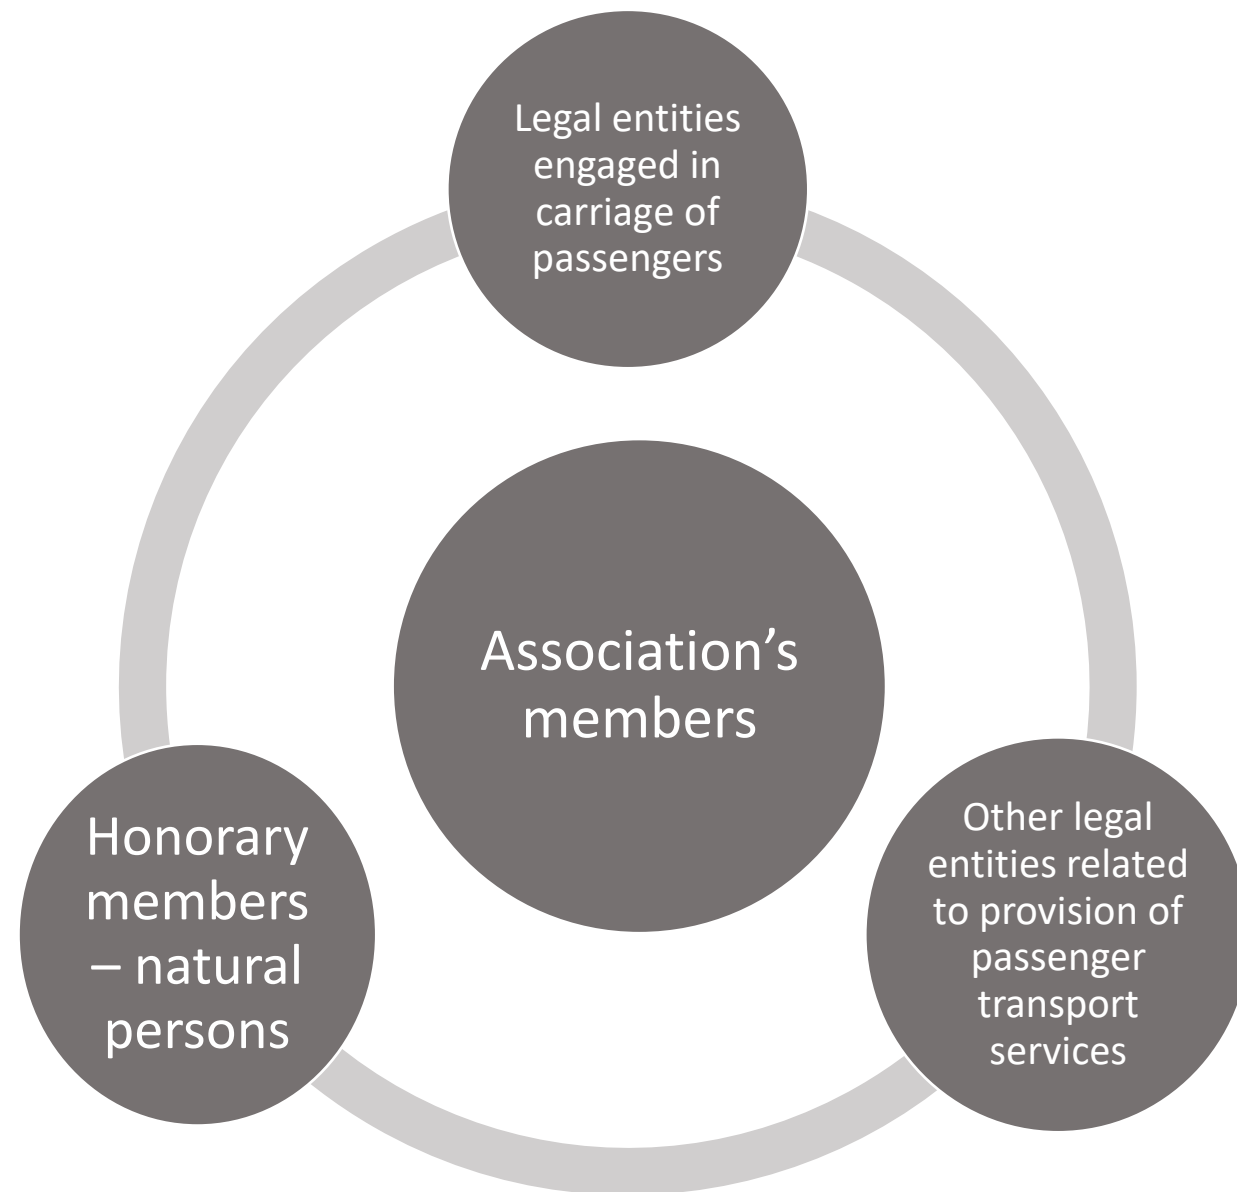 Legal entities
engaged in
carriage of
passengers
Association’s
members
Honorary
members
– natural
persons
Other legal
entities related
to provision of
passenger
transport
services